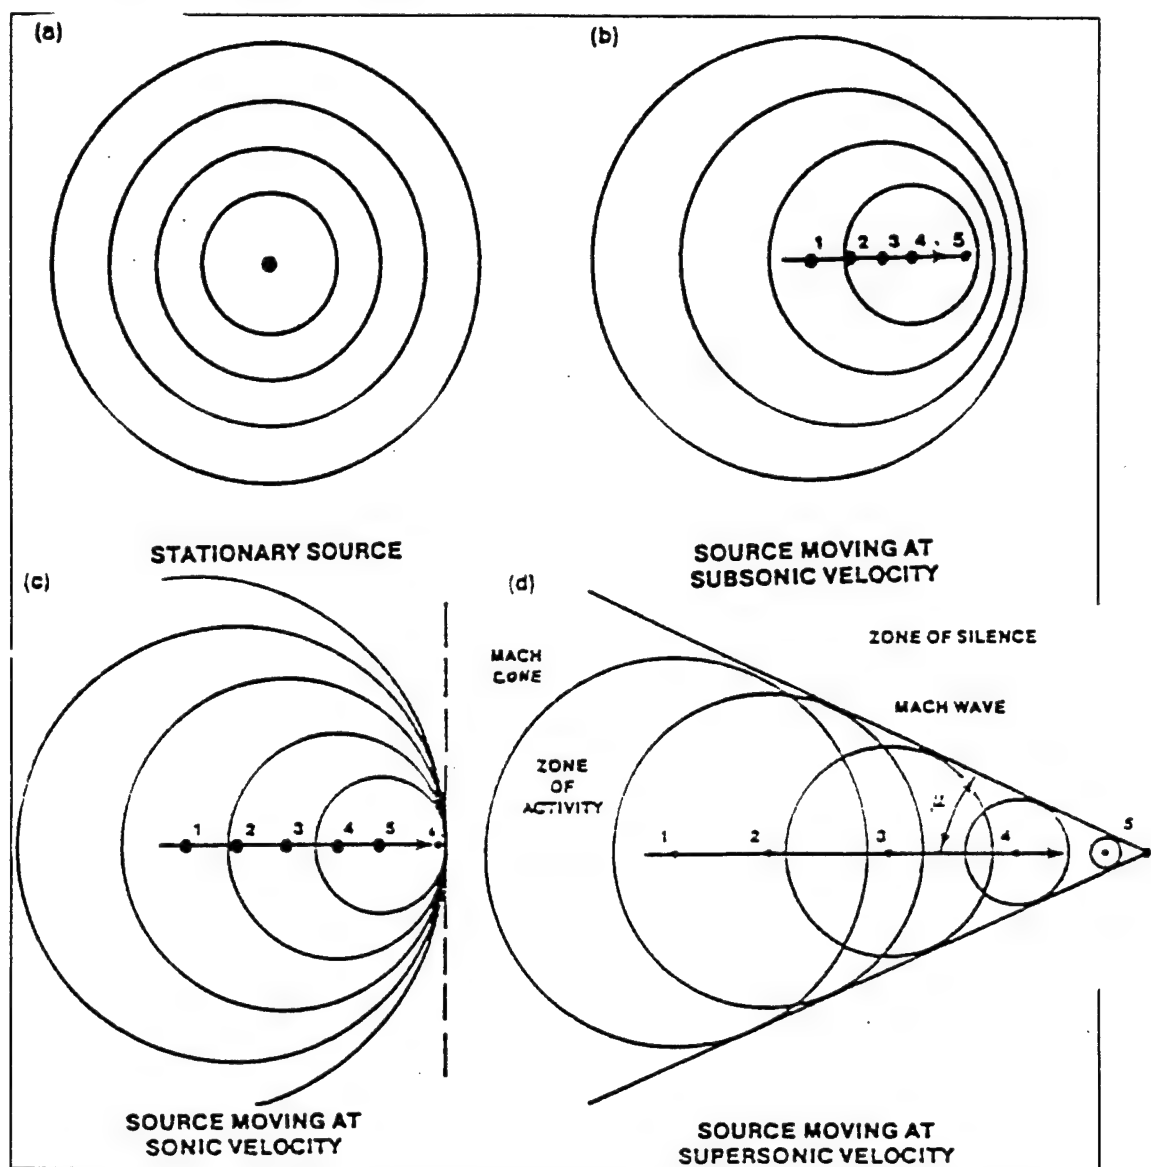 (a)
(b)
1 2 3 4 5
STATIONARY SOURCE
SOURCE MOVING AT
SUBSONIC VELOCITY
(c)
(d)
ZONE OF SILENCE
MACH
CONE
MACH WAVE
ZONE
OF
ACTIVITY
μ
1 2 3 4 5
1 2 3 4 5
SOURCE MOVING AT
SONIC VELOCITY
SOURCE MOVING AT
SUPERSONIC VELOCITY